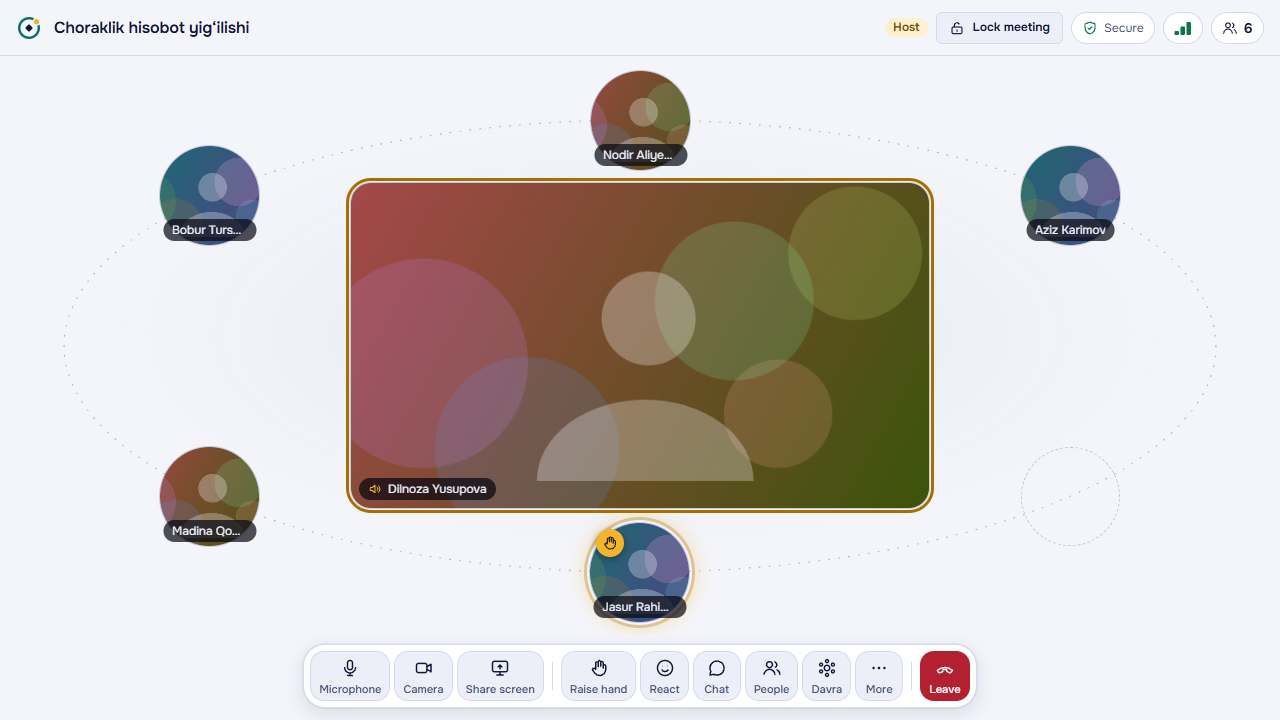 Choraklik hisobot yig‘ilishi
Host
Lock meeting
Secure
6
Nodir Aliye...
Bobur Turs...
Aziz Karimov
Dilnoza Yusupova
Madina Qo...
Jasur Rahi...
Microphone
Camera
Share screen
Raise hand
React
Chat
People
Davra
More
Leave